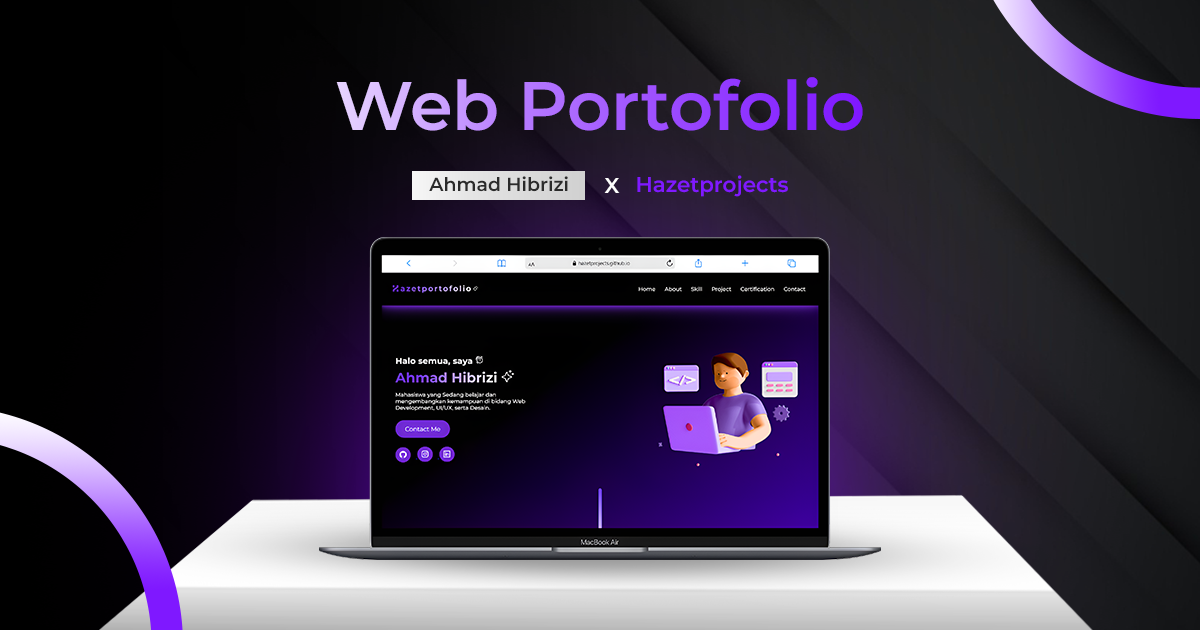 Web Portofolio
Ahmad Hibrizi X Hazetprojects
AA hazetprojects.github.io
Hazetportofolio
Home About Skill Project Certification Contact
Halo semua, saya
Ahmad Hibrizi
Mahasiswa yang Sedang belajar dan
mengembangkan kemampuan di bidang Web
Development, UI/UX, serta Desain.
Contact Me
MacBook Air